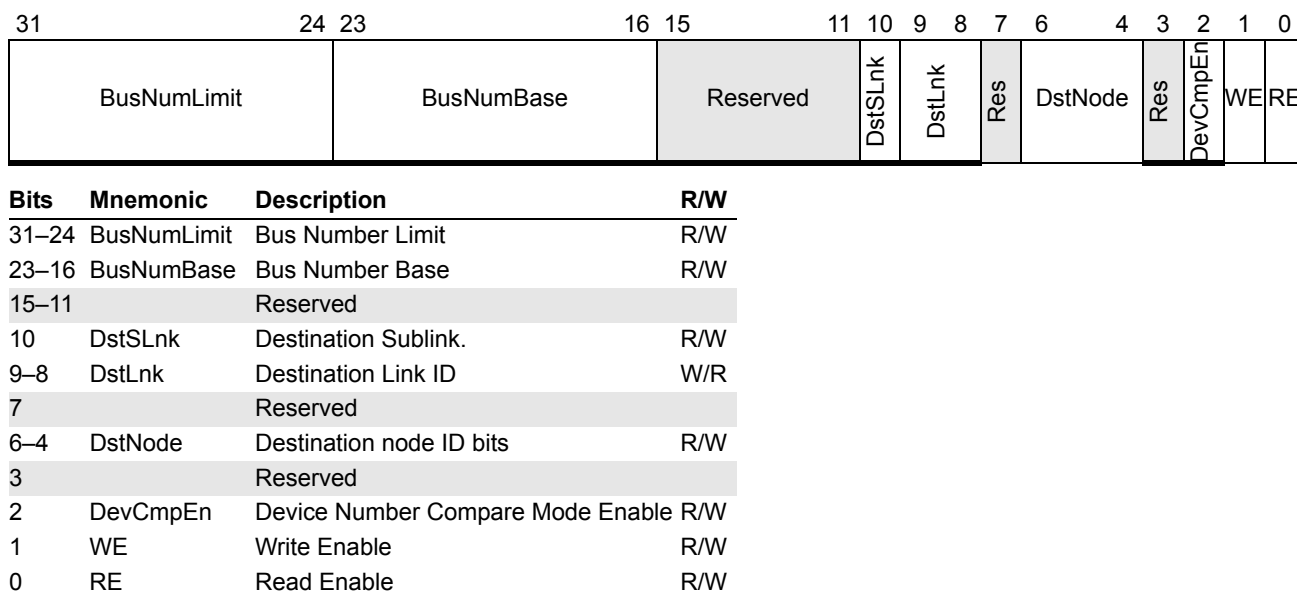 31 24 23 16 15 11 10 9 8 7 6 4 3 2 1 0
BusNumLimit BusNumBase Reserved DstSLnk DstLnk Res DstNode Res DevCmpEn WE RE
Bits Mnemonic Description R/W
31–24 BusNumLimit Bus Number Limit R/W
23–16 BusNumBase Bus Number Base R/W
15–11 Reserved
10 DstSLnk Destination Sublink. R/W
9–8 DstLnk Destination Link ID W/R
7 Reserved
6–4 DstNode Destination node ID bits R/W
3 Reserved
2 DevCmpEn Device Number Compare Mode Enable R/W
1 WE Write Enable R/W
0 RE Read Enable R/W